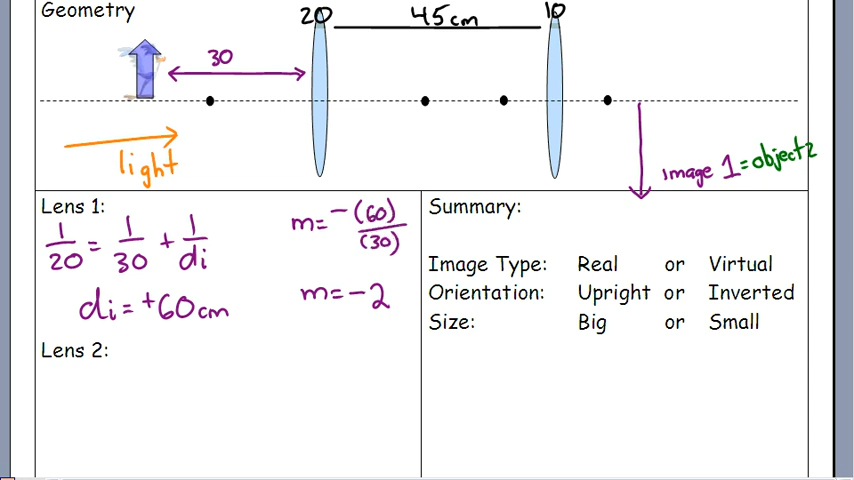 Geometry
20 45cm 10
30
light
image 1 = object 2
Lens 1:
1/20 = 1/30 + 1/di
m = -(60)/(30)
di = +60cm
m = -2
Lens 2:
Summary:
Image Type: Real or Virtual
Orientation: Upright or Inverted
Size: Big or Small